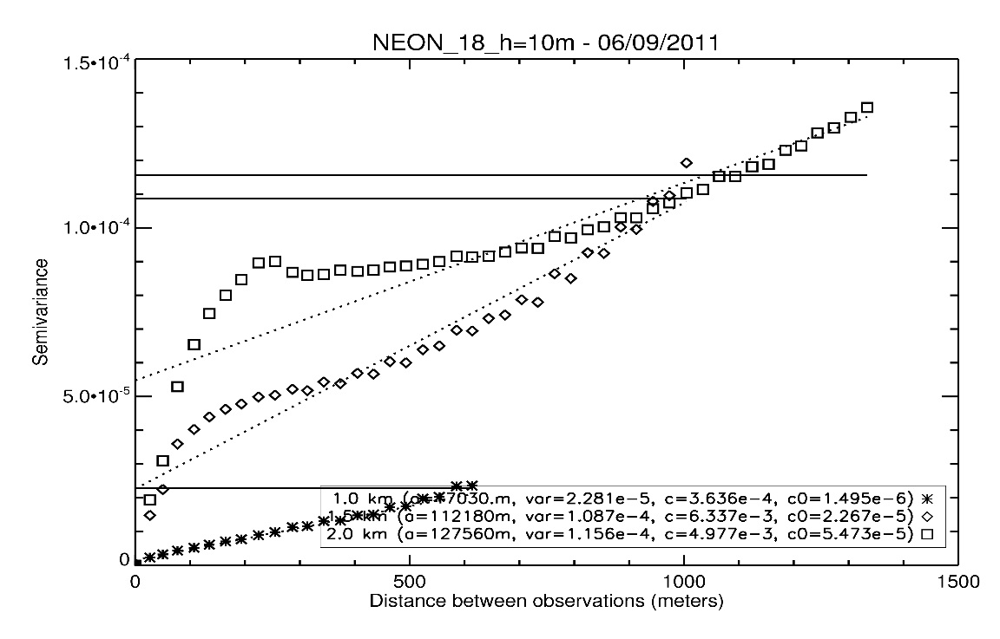 NEON_18_h=10m - 06/09/2011
1.5•10-4
1.0•10-4
5.0•10-5
0
Semivariance
1.0 km (a= 7030.m, var=2.281e-5, c=3.636e-4, c0=1.495e-6)
km (a=112180m, var=1.087e-4, c=6.337e-3, c0=2.267e-5)
2.0 km (a=127560m, var=1.156e-4, c=4.977e-3, c0=5.473e-5)
0 500 1000 1500
Distance between observations (meters)